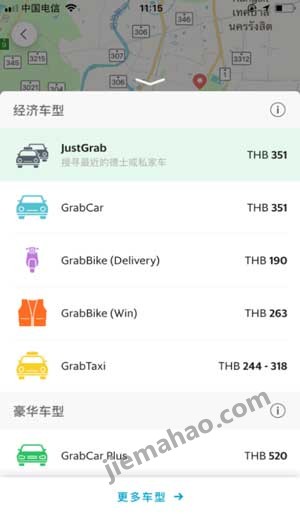 中国电信
11:15
เทศบาล
นครรังสิต
306
345
3215
3312
346
306
经济车型
JustGrab
THB 351
搜寻最近的德士或私家车
GrabCar
THB 351
GrabBike (Delivery)
THB 190
GrabBike (Win)
THB 263
GrabTaxi
THB 244 - 318
豪华车型
GrabCar Plus
THB 520
jiemahao.com
更多车型 →